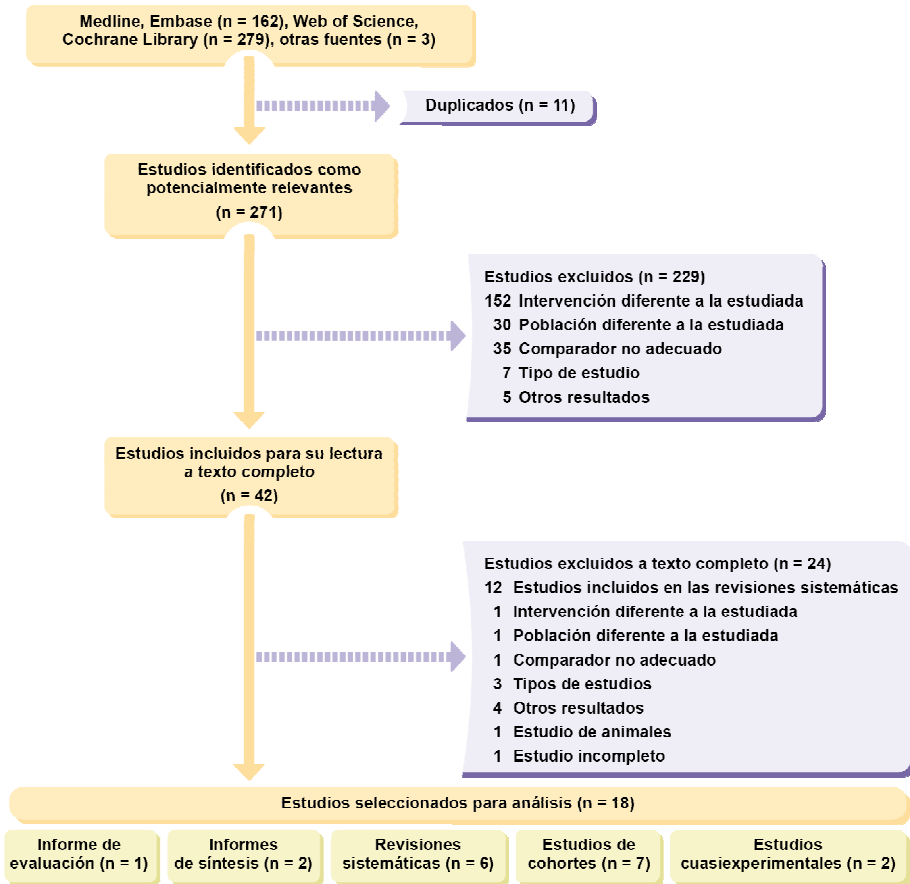 Medline, Embase (n = 162), Web of Science,
Cochrane Library (n = 279), otras fuentes (n = 3)
Duplicados (n = 11)
Estudios identificados como
potencialmente relevantes
(n = 271)
Estudios excluidos (n = 229)
152 Intervención diferente a la estudiada
30 Población diferente a la estudiada
35 Comparador no adecuado
7 Tipo de estudio
5 Otros resultados
Estudios incluidos para su lectura
a texto completo
(n = 42)
Estudios excluidos a texto completo (n = 24)
12 Estudios incluidos en las revisiones sistemáticas
1 Intervención diferente a la estudiada
1 Población diferente a la estudiada
1 Comparador no adecuado
3 Tipos de estudios
4 Otros resultados
1 Estudio de animales
1 Estudio incompleto
Estudios seleccionados para análisis (n = 18)
Informe de
evaluación (n = 1)
Informes
de síntesis (n = 2)
Revisiones
sistemáticas (n = 6)
Estudios de
cohortes (n = 7)
Estudios
cuasiexperimentales (n = 2)